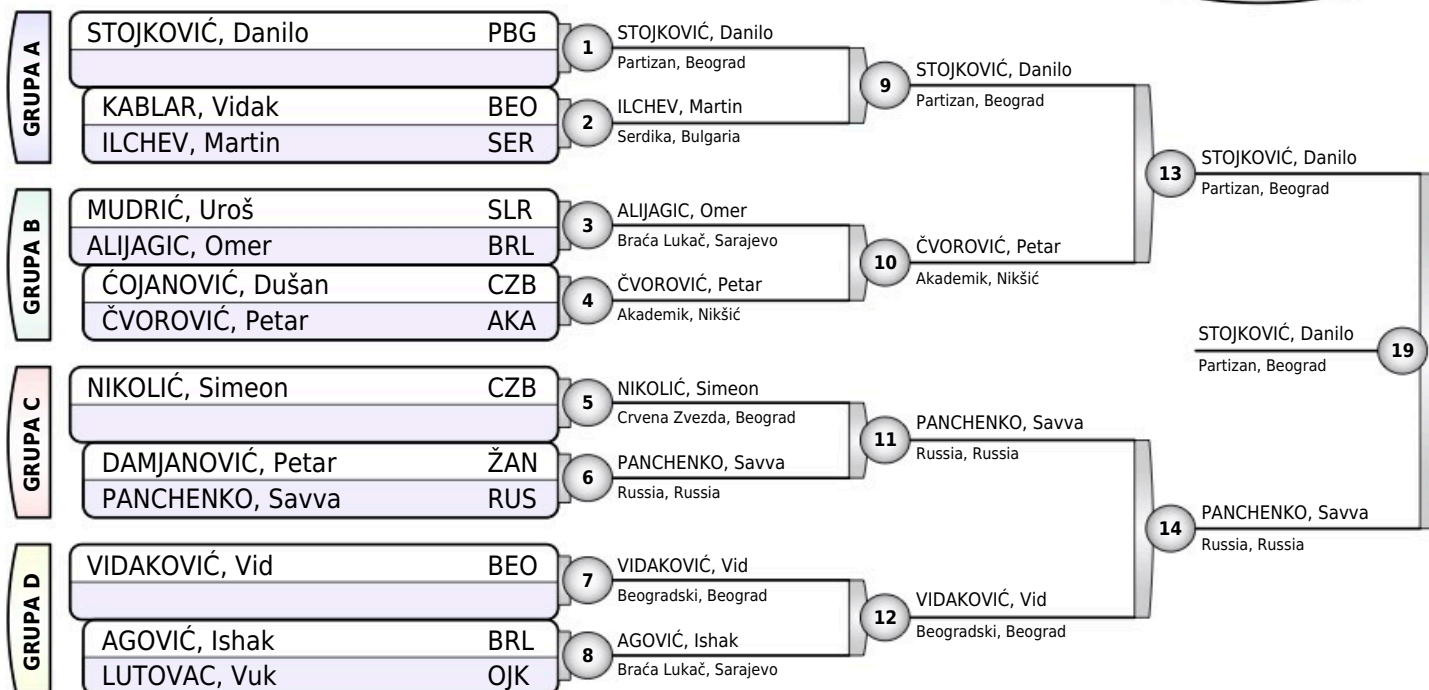 GRUPA A
STOJKOVIĆ, Danilo PBG
KABLAR, Vidak BEO
ILCHEV, Martin SER
1
STOJKOVIĆ, Danilo
Partizan, Beograd
2
ILCHEV, Martin
Serdika, Bulgaria
9
STOJKOVIĆ, Danilo
Partizan, Beograd
GRUPA B
MUDRIĆ, Uroš SLR
ALIJAGIC, Omer BRL
ĆOJANOVIĆ, Dušan CZB
ČVOROVIĆ, Petar AKA
3
ALIJAGIC, Omer
Braća Lukač, Sarajevo
4
ČVOROVIĆ, Petar
Akademik, Nikšić
10
ČVOROVIĆ, Petar
Akademik, Nikšić
13
STOJKOVIĆ, Danilo
Partizan, Beograd
GRUPA C
NIKOLIĆ, Simeon CZB
DAMJANOVIĆ, Petar ŽAN
PANCHENKO, Savva RUS
5
NIKOLIĆ, Simeon
Crvena Zvezda, Beograd
6
PANCHENKO, Savva
Russia, Russia
11
PANCHENKO, Savva
Russia, Russia
GRUPA D
VIDAKOVIĆ, Vid BEO
AGOVIĆ, Ishak BRL
LUTOVAC, Vuk OJK
7
VIDAKOVIĆ, Vid
Beogradski, Beograd
8
AGOVIĆ, Ishak
Braća Lukač, Sarajevo
12
VIDAKOVIĆ, Vid
Beogradski, Beograd
14
PANCHENKO, Savva
Russia, Russia
STOJKOVIĆ, Danilo
Partizan, Beograd
19